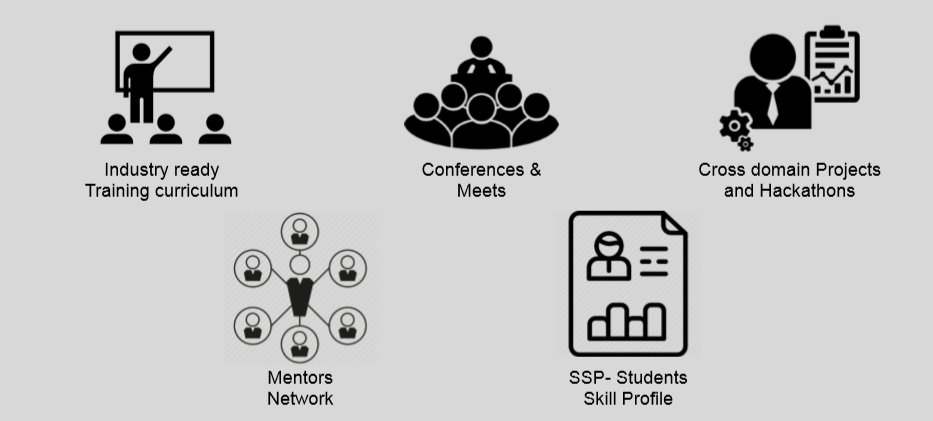 Industry ready
Training curriculum
Conferences &
Meets
Cross domain Projects
and Hackathons
Mentors
Network
SSP- Students
Skill Profile